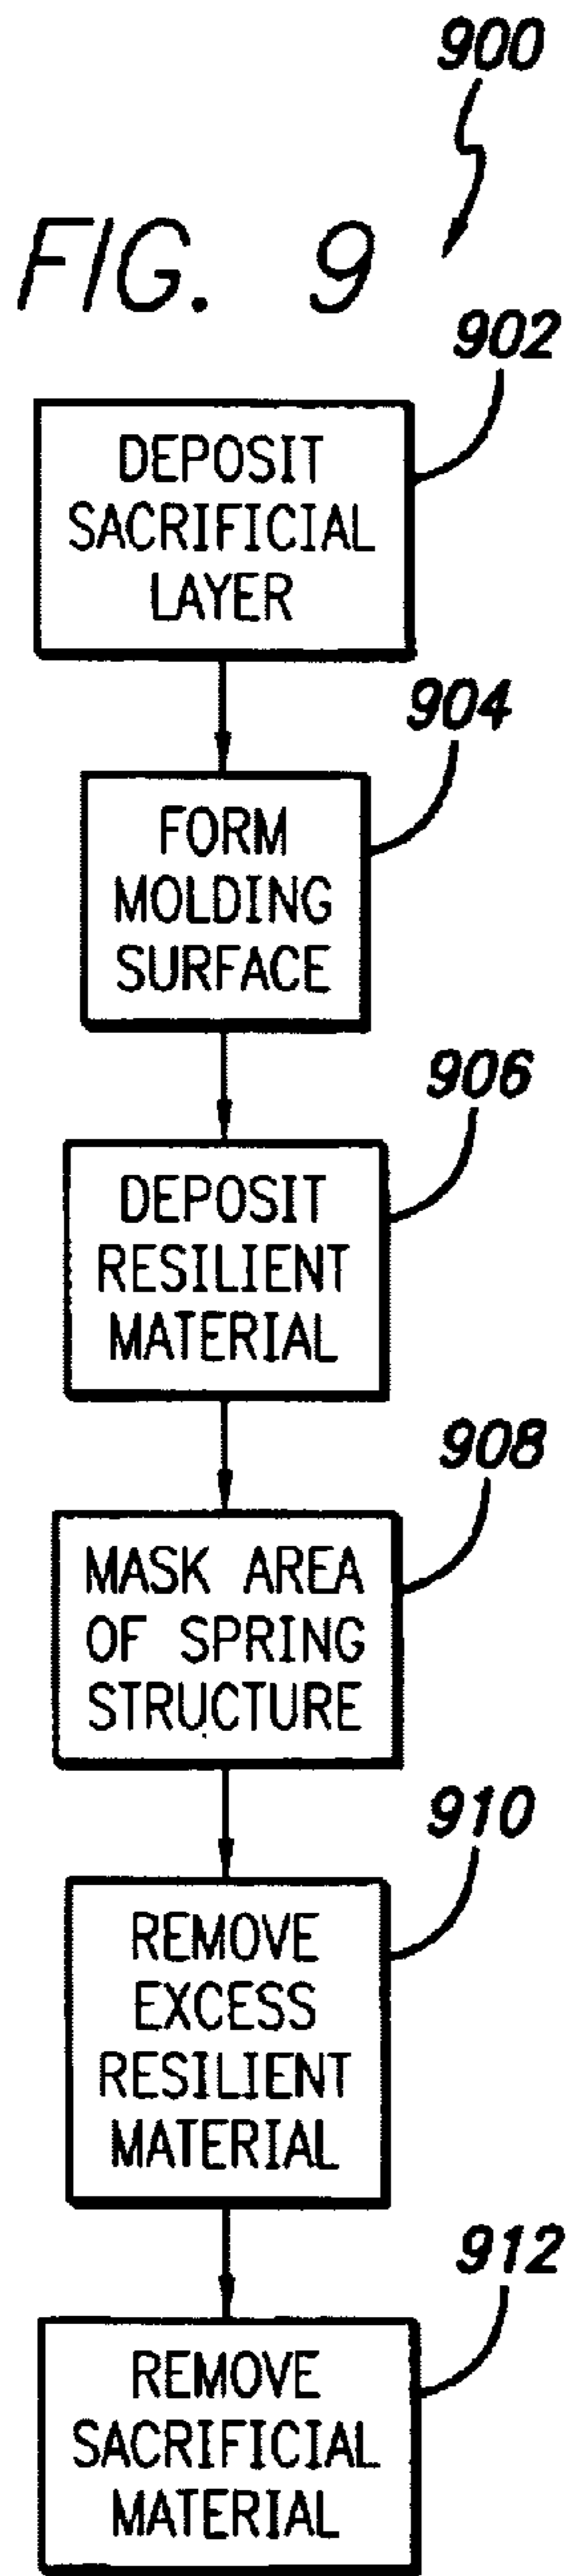 900
FIG. 9
902
DEPOSIT
SACRIFICIAL
LAYER
904
FORM
MOLDING
SURFACE
906
DEPOSIT
RESILIENT
MATERIAL
908
MASK AREA
OF SPRING
STRUCTURE
910
REMOVE
EXCESS
RESILIENT
MATERIAL
912
REMOVE
SACRIFICIAL
MATERIAL